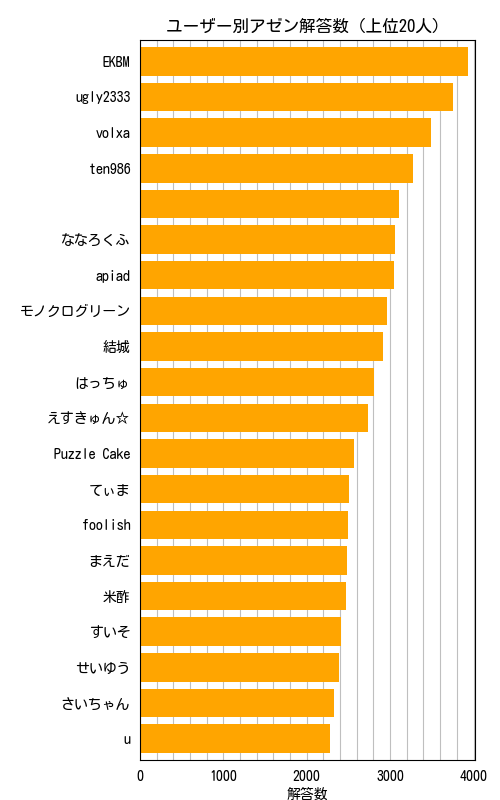 ユーザー別アゼン解答数 (上位20人)
EKBM
ugly2333
volxa
ten986
ななろくふ
apiad
モノクログリーン
結城
はっちゅ
えすきゅん☆
Puzzle Cake
てぃま
foolish
まえだ
米酢
すいそ
せいゆう
さいちゃん
u
0 1000 2000 3000 4000
解答数